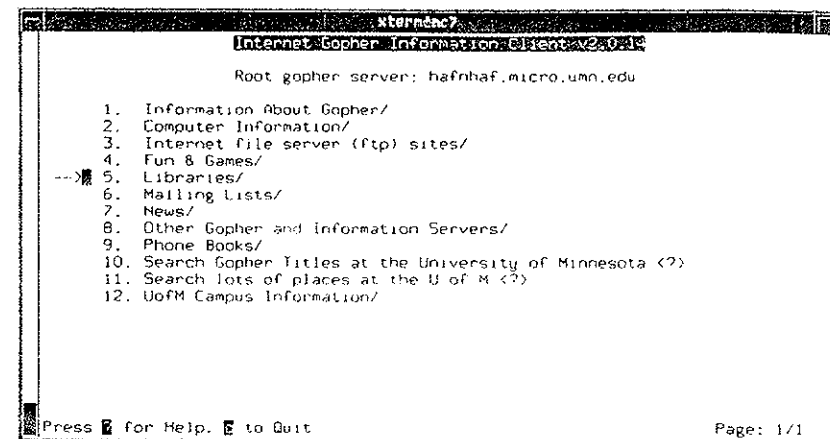 xterm
Internet Gopher Information Client v2.0.14
Root gopher server: hafnhaf.micro.umn.edu
1. Information About Gopher/
2. Computer Information/
3. Internet file server (ftp) sites/
4. Fun & Games/
--> 5. Libraries/
6. Mailing Lists/
7. News/
8. Other Gopher and Information Servers/
9. Phone Books/
10. Search Gopher Titles at the University of Minnesota <?>
11. Search lots of places at the U of M <?>
12. UofM Campus Information/
Press ? for Help. to Quit
Page: 1/1